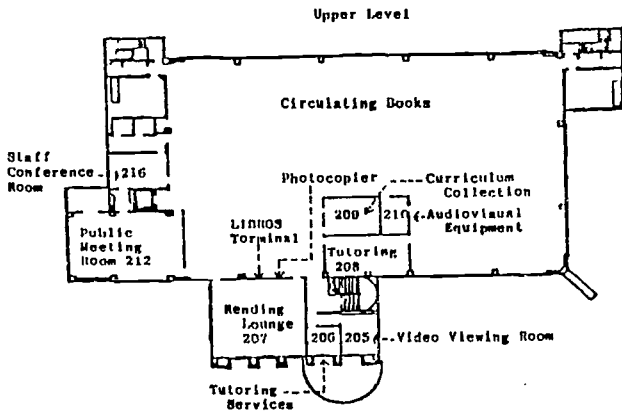 Upper Level
Circulating Books
Staff
Conference
Room
216
Photocopier
Curriculum
Collection
209
210
Audiovisual
Equipment
Public
Meeting
Room 212
LINNOS
Terminal
Tutoring
208
Reading
Lounge
207
206
205
Video Viewing Room
Tutoring
Services